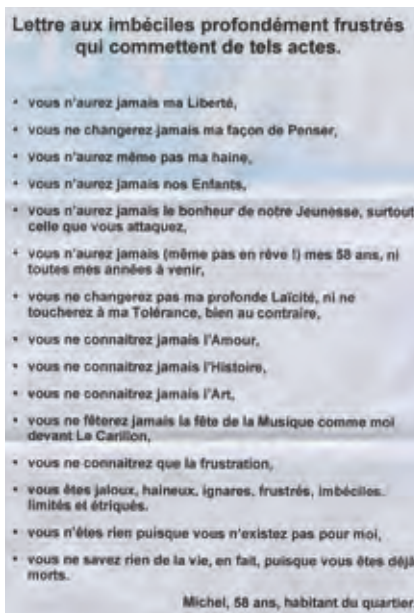 Lettre aux imbéciles profondément frustrés
qui commettent de tels actes.
• vous n'aurez jamais ma Liberté,
• vous ne changerez jamais ma façon de Penser,
• vous n'aurez même pas ma haine,
• vous n'aurez jamais nos Enfants,
• vous n'aurez jamais le bonheur de notre Jeunesse, surtout
celle que vous attaquez,
• vous n'aurez jamais (même pas en rêve !) mes 58 ans, ni
toutes mes années à venir,
• vous ne changerez pas ma profonde Laïcité, ni ne
toucherez à ma Tolérance, bien au contraire,
• vous ne connaitrez jamais l'Amour,
• vous ne connaitrez jamais l'Histoire,
• vous ne connaitrez jamais l'Art,
• vous ne fêterez jamais la fête de la Musique comme moi
devant Le Carillon,
• vous ne connaitrez que la frustration,
• vous êtes jaloux, haineux, ignares, frustrés, imbéciles,
limités et étriqués.
• vous n'êtes rien puisque vous n'existez pas pour moi,
• vous ne savez rien de la vie, en fait, puisque vous êtes déjà
morts.
Michel, 58 ans, habitant du quartier